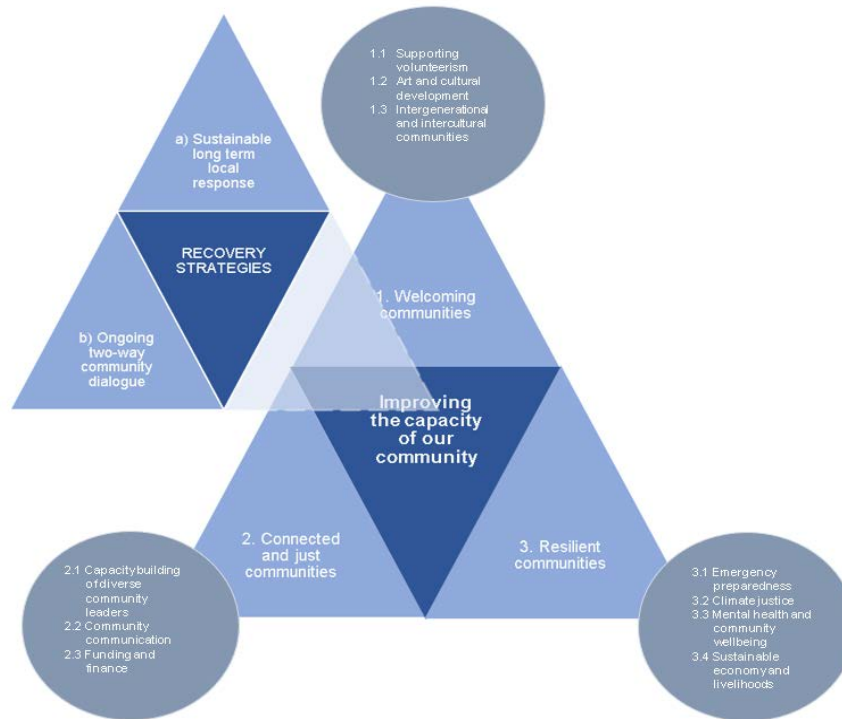 a) Sustainable
long term
local
response
RECOVERY
STRATEGIES
b) Ongoing
two-way
community
dialogue
1.1 Supporting
volunteerism
1.2 Art and cultural
development
1.3 Intergenerational
and intercultural
communities
1. Welcoming
communities
Improving
the capacity
of our
community
2. Connected
and just
communities
3. Resilient
communities
2.1 Capacity building
of diverse
community
leaders
2.2 Community
communication
2.3 Funding and
finance
3.1 Emergency
preparedness
3.2 Climate justice
3.3 Mental health and
community
wellbeing
3.4 Sustainable
economy and
livelihoods